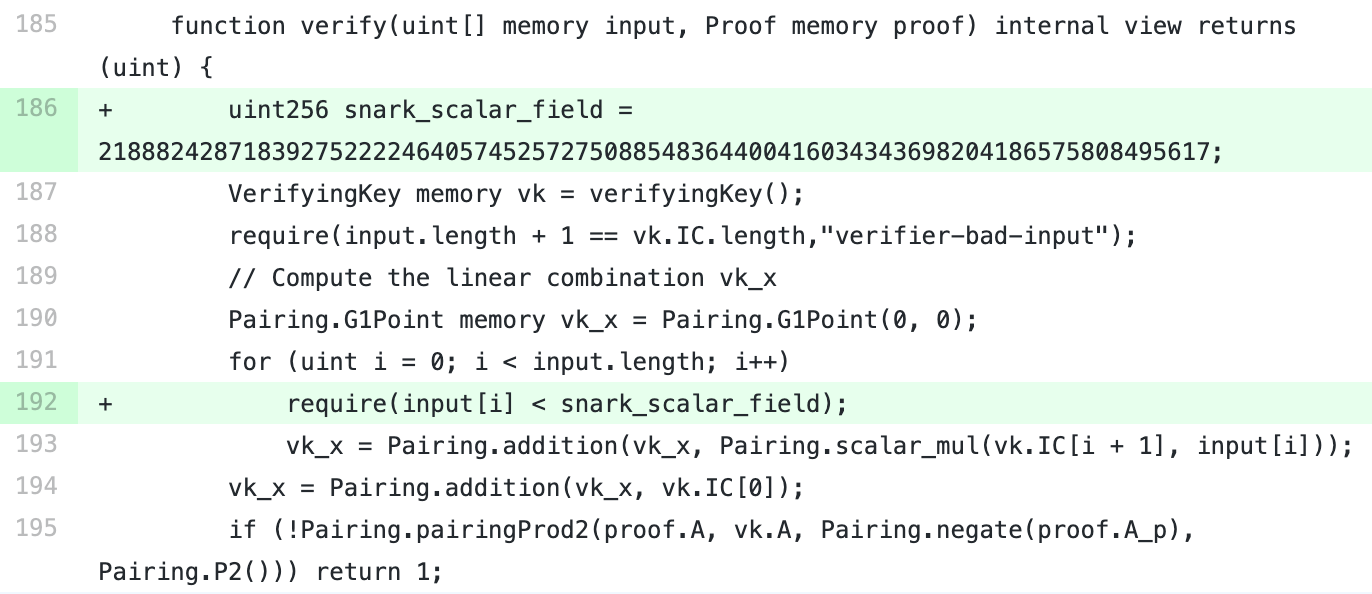 185 function verify(uint[] memory input, Proof memory proof) internal view returns
(uint) {
186 + uint256 snark_scalar_field =
21888242871839275222246405745257275088548364400416034343698204186575808495617;
187 VerifyingKey memory vk = verifyingKey();
188 require(input.length + 1 == vk.IC.length,"verifier-bad-input");
189 // Compute the linear combination vk_x
190 Pairing.G1Point memory vk_x = Pairing.G1Point(0, 0);
191 for (uint i = 0; i < input.length; i++)
192 + require(input[i] < snark_scalar_field);
193 vk_x = Pairing.addition(vk_x, Pairing.scalar_mul(vk.IC[i + 1], input[i]));
194 vk_x = Pairing.addition(vk_x, vk.IC[0]);
195 if (!Pairing.pairingProd2(proof.A, vk.A, Pairing.negate(proof.A_p),
Pairing.P2())) return 1;